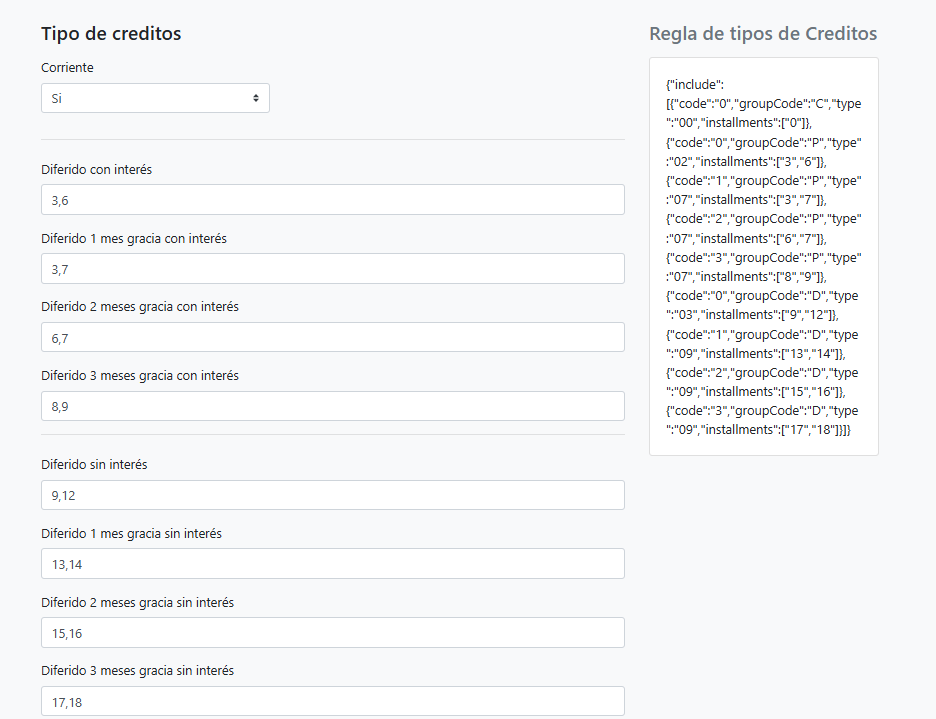 Tipo de creditos
Corriente
Si
Diferido con interés
3,6
Diferido 1 mes gracia con interés
3,7
Diferido 2 meses gracia con interés
6,7
Diferido 3 meses gracia con interés
8,9
Diferido sin interés
9,12
Diferido 1 mes gracia sin interés
13,14
Diferido 2 meses gracia sin interés
15,16
Diferido 3 meses gracia sin interés
17,18
Regla de tipos de Creditos
{"include":
[{"code":"0","groupCode":"C","type
":"00","installments":["0"]},
{"code":"0","groupCode":"P","type"
:"02","installments":["3","6"]},
{"code":"1","groupCode":"P","type"
:"07","installments":["3","7"]},
{"code":"2","groupCode":"P","type"
:"07","installments":["6","7"]},
{"code":"3","groupCode":"P","type"
:"07","installments":["8","9"]},
{"code":"0","groupCode":"D","type
":"03","installments":["9","12"]},
{"code":"1","groupCode":"D","type
":"09","installments":["13","14"]},
{"code":"2","groupCode":"D","type
":"09","installments":["15","16"]},
{"code":"3","groupCode":"D","type
":"09","installments":["17","18"]}]}